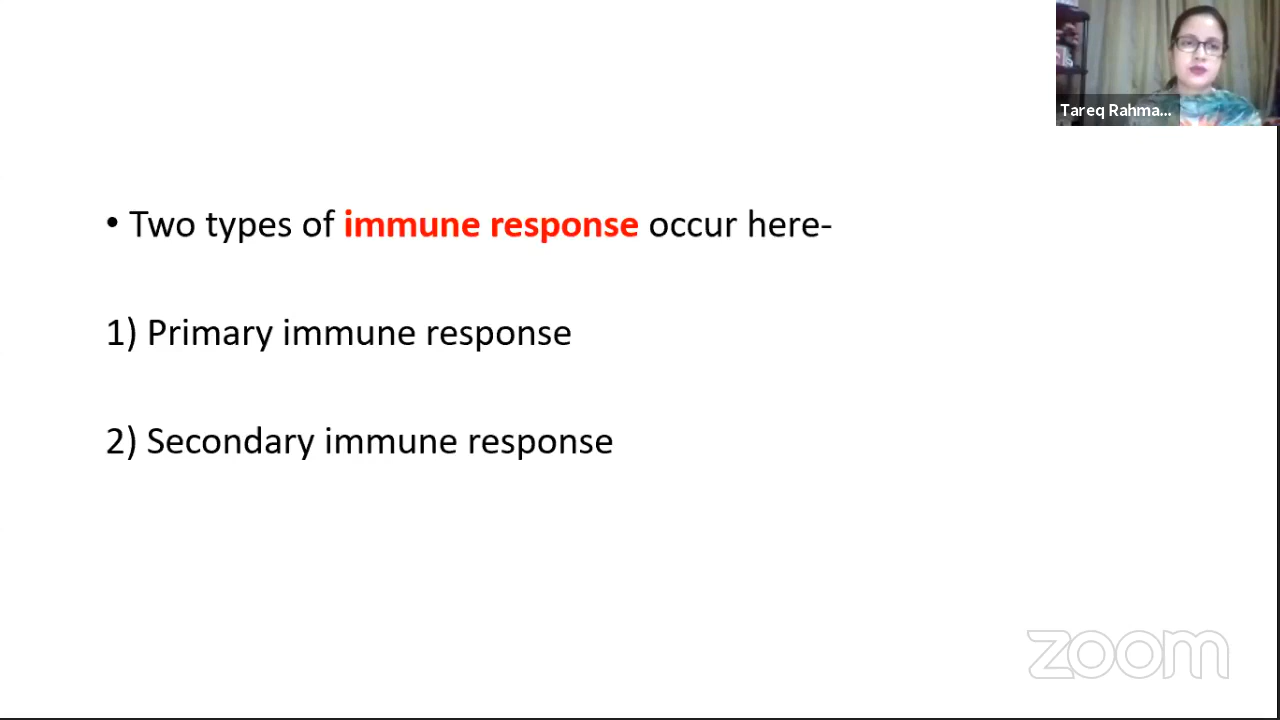 Tareq Rahma...
• Two types of immune response occur here-
1) Primary immune response
2) Secondary immune response
zoom